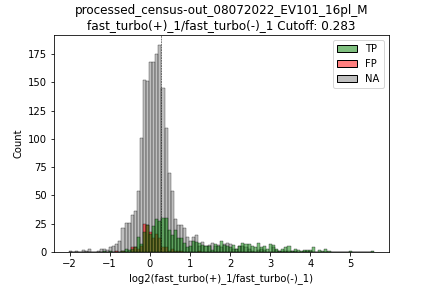 processed_census-out_08072022_EV101_16pl_M
fast_turbo(+)_1/fast_turbo(-)_1 Cutoff: 0.283
TP
FP
NA
175
150
125
100
75
50
25
0
Count
−2 −1 0 1 2 3 4 5
log2(fast_turbo(+)_1/fast_turbo(-)_1)